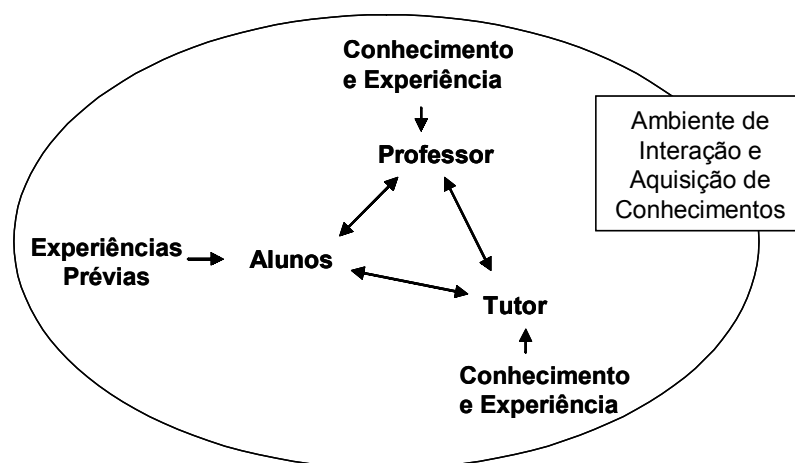 Conhecimento
e Experiência
Professor
Ambiente de
Interação e
Aquisição de
Conhecimentos
Experiências
Prévias
Alunos
Tutor
Conhecimento
e Experiência